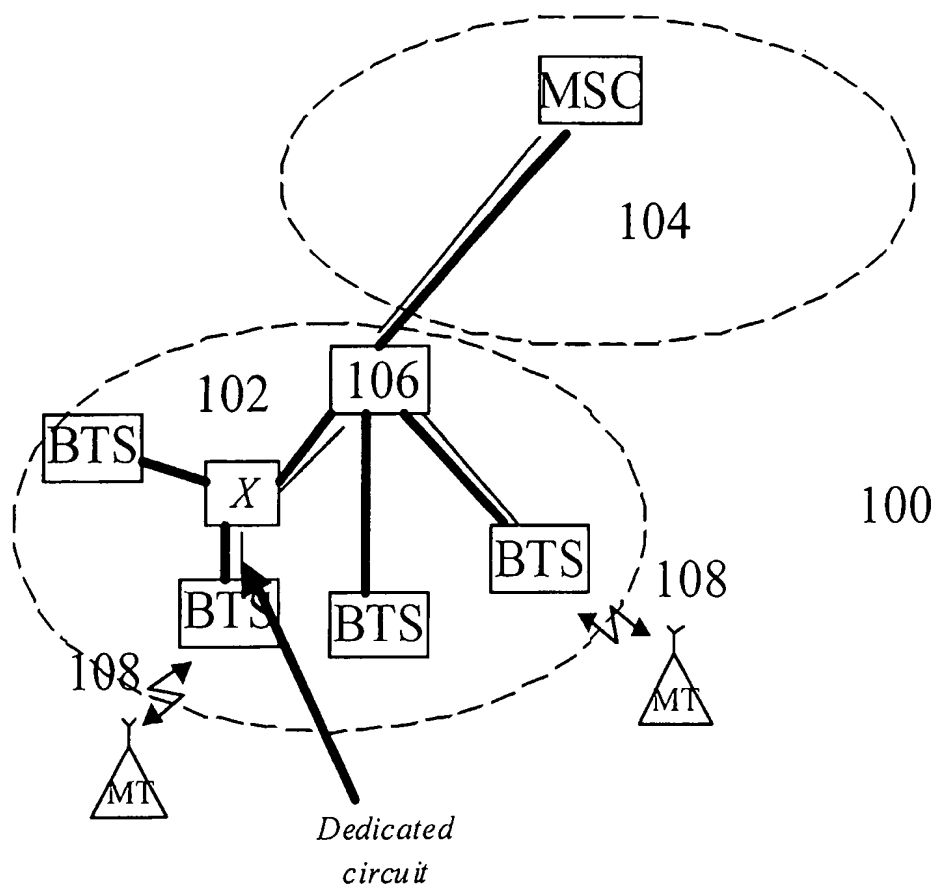 MSC
104
106
102
BTS
X
100
BTS
108
BTS
BTS
108
MT
MT
Dedicated
circuit